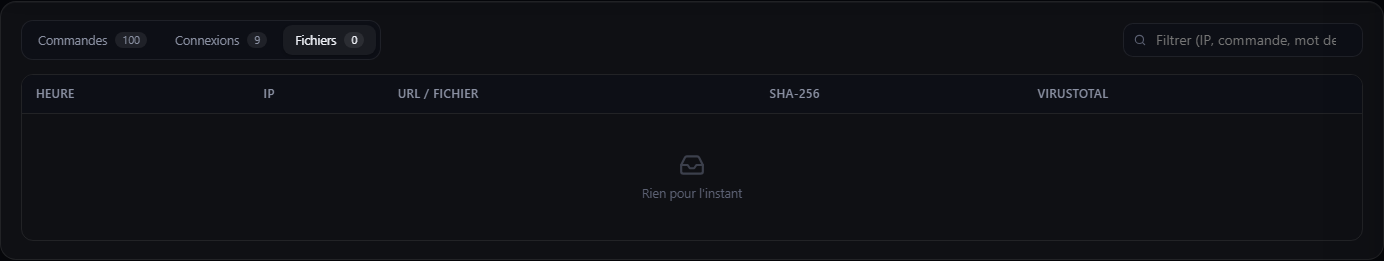 Commandes 100 Connexions 9 Fichiers 0 Filtrer (IP, commande, mot de
HEURE IP URL / FICHIER SHA-256 VIRUSTOTAL
Rien pour l'instant